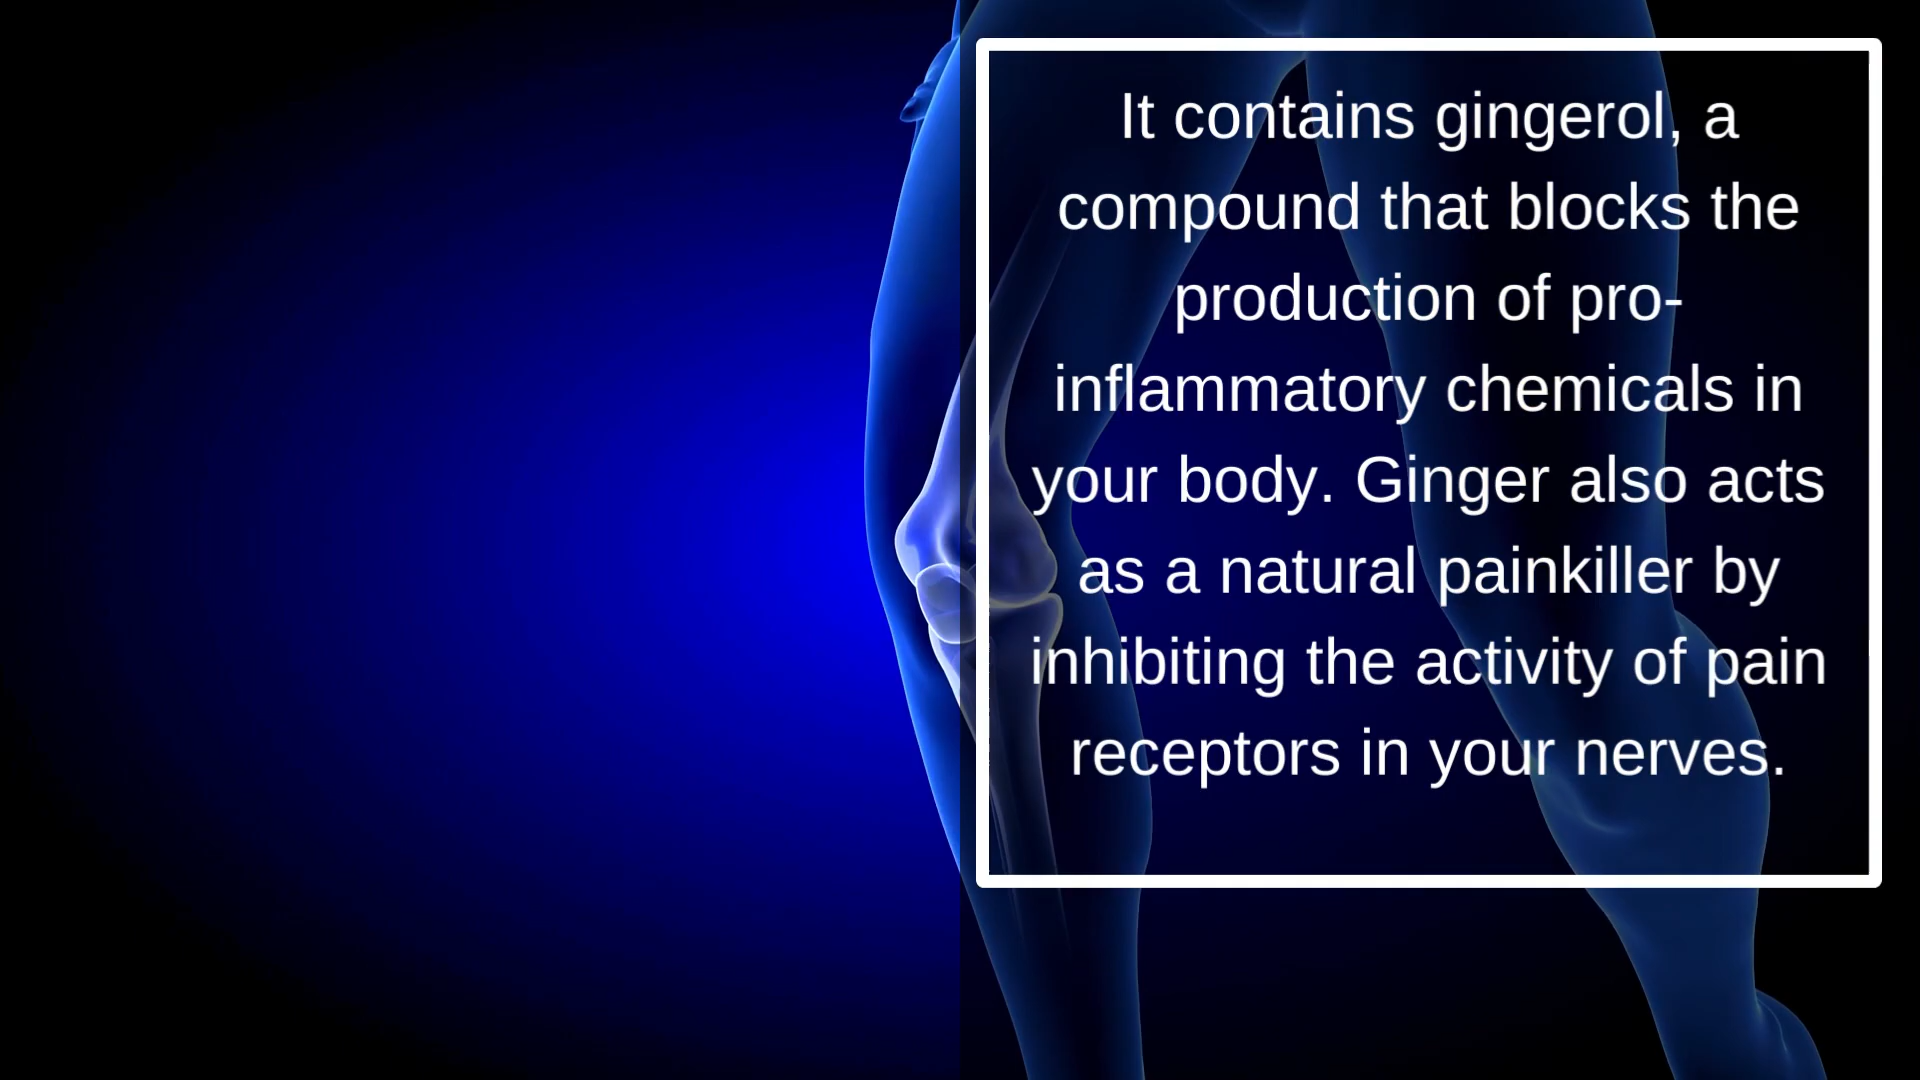 It contains gingerol, a
compound that blocks the
production of pro-
inflammatory chemicals in
your body. Ginger also acts
as a natural painkiller by
inhibiting the activity of pain
receptors in your nerves.